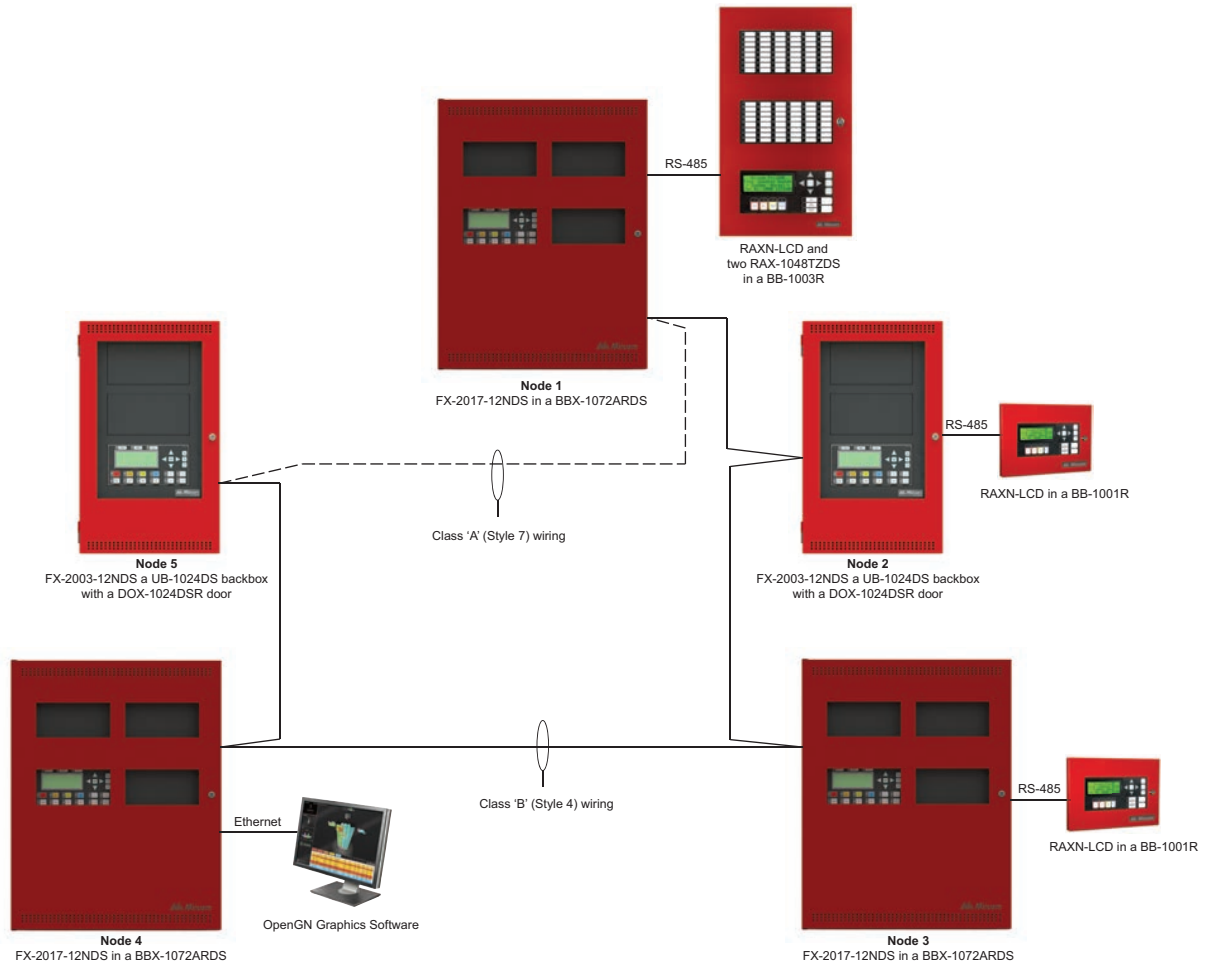 RS-485
RAXN-LCD and
two RAX-1048TZDS
in a BB-1003R
Node 1
FX-2017-12NDS in a BBX-1072ARDS
RS-485
RAXN-LCD in a BB-1001R
Class ‘A’ (Style 7) wiring
Node 5
FX-2003-12NDS a UB-1024DS backbox
with a DOX-1024DSR door
Node 2
FX-2003-12NDS a UB-1024DS backbox
with a DOX-1024DSR door
Class ‘B’ (Style 4) wiring
RS-485
RAXN-LCD in a BB-1001R
Ethernet
OpenGN Graphics Software
Node 4
FX-2017-12NDS in a BBX-1072ARDS
Node 3
FX-2017-12NDS in a BBX-1072ARDS